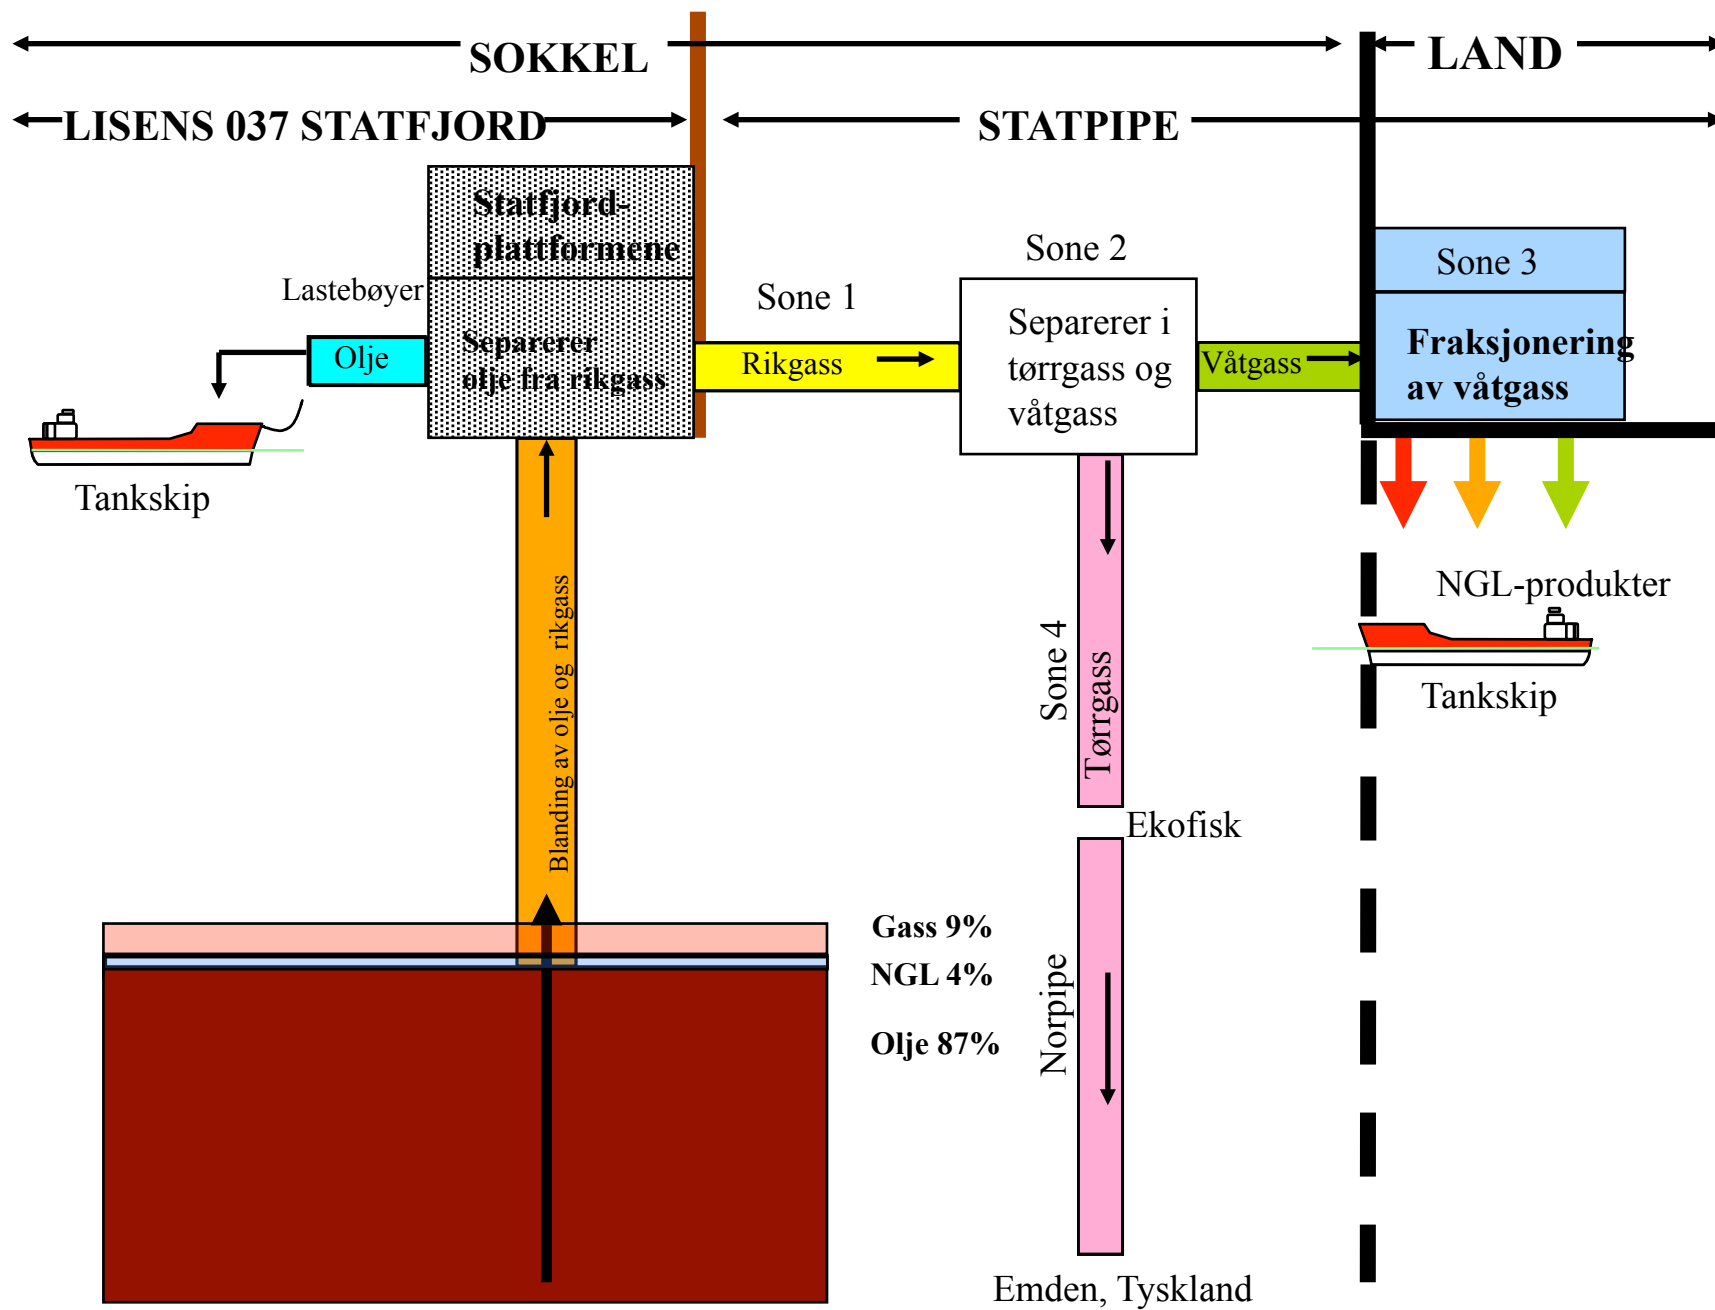 SOKKEL
LAND
LISENS 037 STATFJORD
STATPIPE
Statfjord-
plattformene
Separerer
olje fra rikgass
Lastebøyer
Olje
Tankskip
Sone 1
Rikgass
Sone 2
Separerer i
tørrgass og
våtgass
Våtgass
Sone 3
Fraksjonering
av våtgass
NGL-produkter
Tankskip
Blanding av olje og rikgass
Sone 4
Tørrgass
Ekofisk
Gass 9%
NGL 4%
Olje 87%
Norpipe
Emden, Tyskland